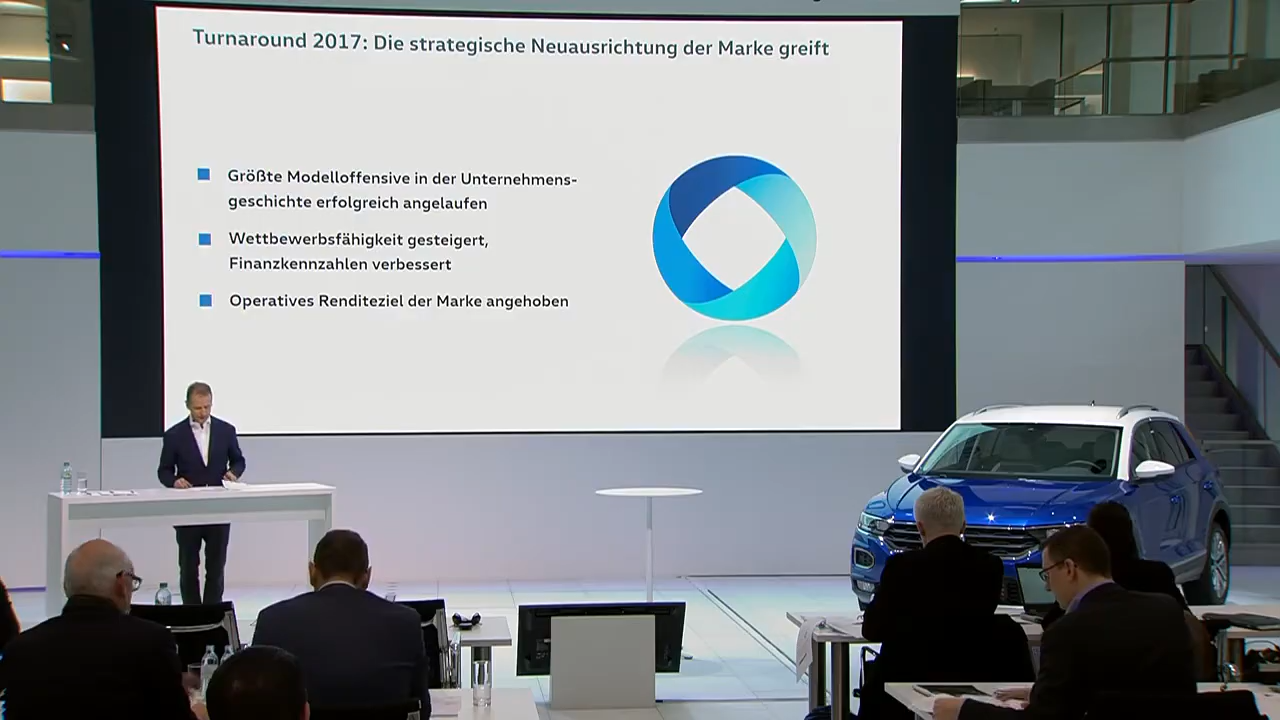 Turnaround 2017: Die strategische Neuausrichtung der Marke greift
Größte Modelloffensive in der Unternehmens-
geschichte erfolgreich angelaufen
Wettbewerbsfähigkeit gesteigert,
Finanzkennzahlen verbessert
Operatives Renditeziel der Marke angehoben